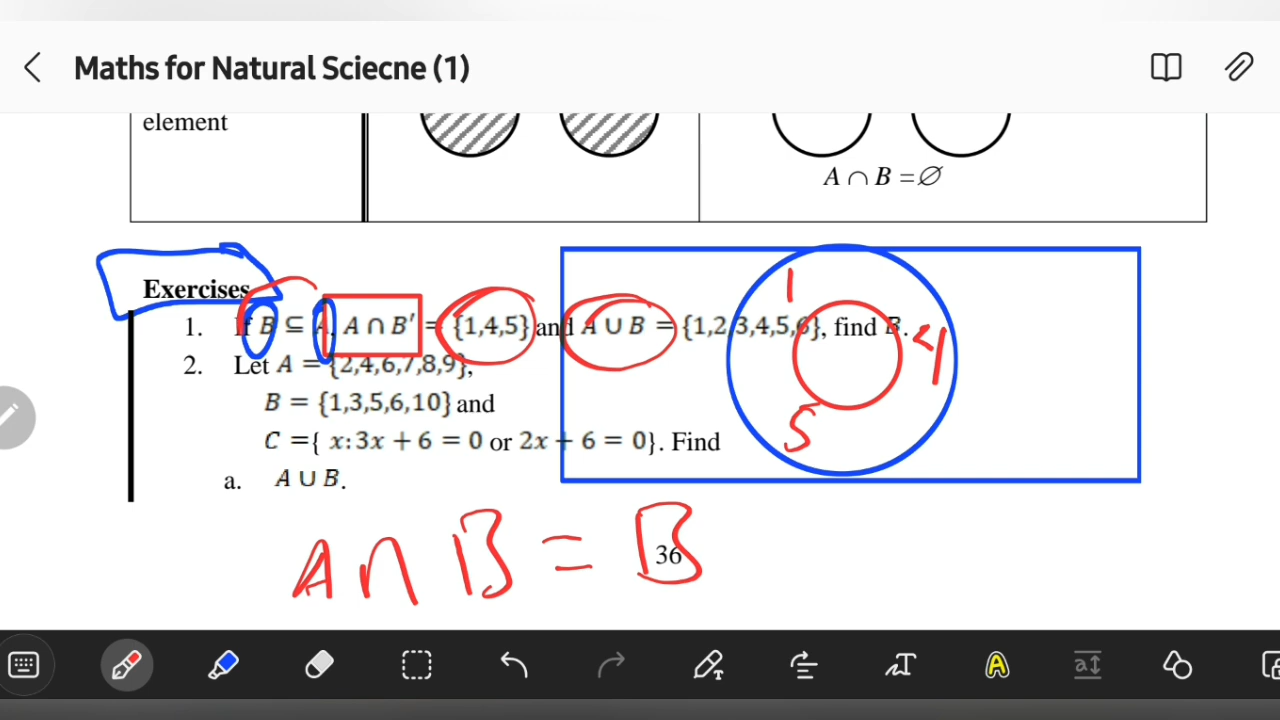 Maths for Natural Sciecne (1)
element
A ∩ B = ∅
Exercises
1. If B ⊆ A, A ∩ B′ = {1,4,5} and A ∪ B = {1,2,3,4,5,6}, find B.
1
4
5
2. Let A = {2,4,6,7,8,9},
B = {1,3,5,6,10} and
C = { x: 3x + 6 = 0 or 2x + 6 = 0}. Find
a. A ∪ B.
A ∩ B = B
36